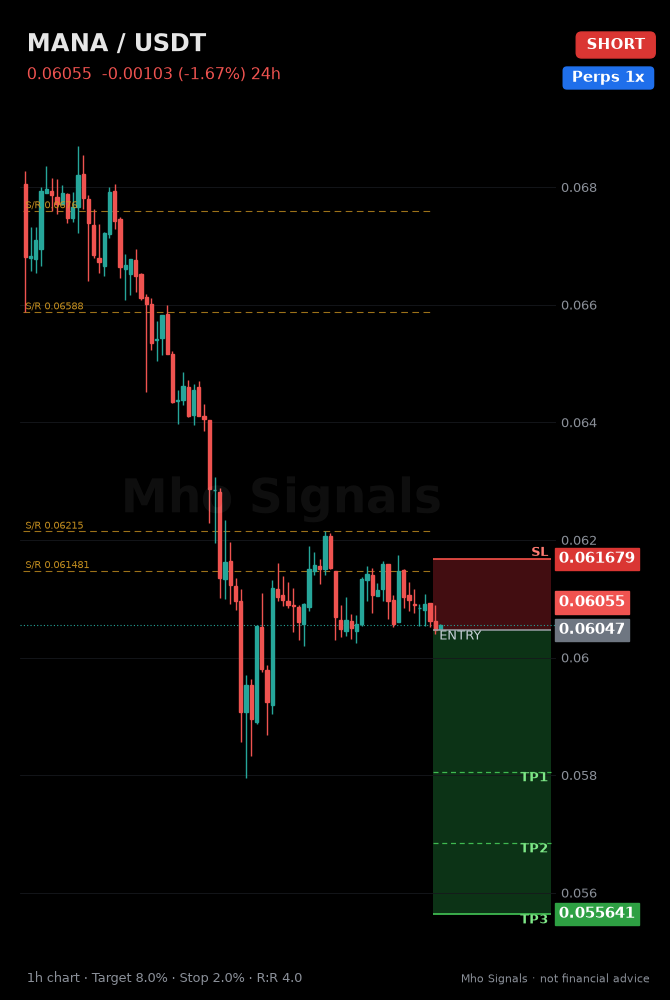 MANA / USDT
SHORT
0.06055  -0.00103 (-1.67%) 24h
Perps 1x
0.068
S/R 0.0676
S/R 0.06588
0.066
0.064
Mho Signals
S/R 0.06215
0.062
SL
0.061679
S/R 0.061481
0.06055
0.06047
ENTRY
0.06
TP1
0.058
TP2
0.056
TP3
0.055641
1h chart · Target 8.0% · Stop 2.0% · R:R 4.0
Mho Signals · not financial advice